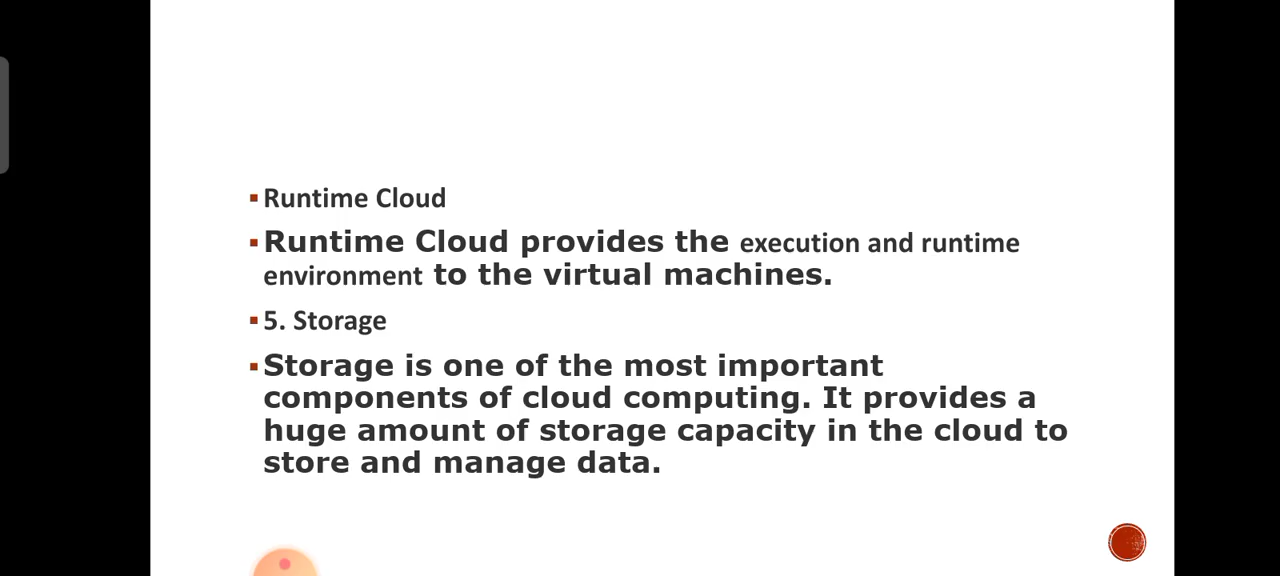 Runtime Cloud
Runtime Cloud provides the execution and runtime
environment to the virtual machines.
5. Storage
Storage is one of the most important
components of cloud computing. It provides a
huge amount of storage capacity in the cloud to
store and manage data.